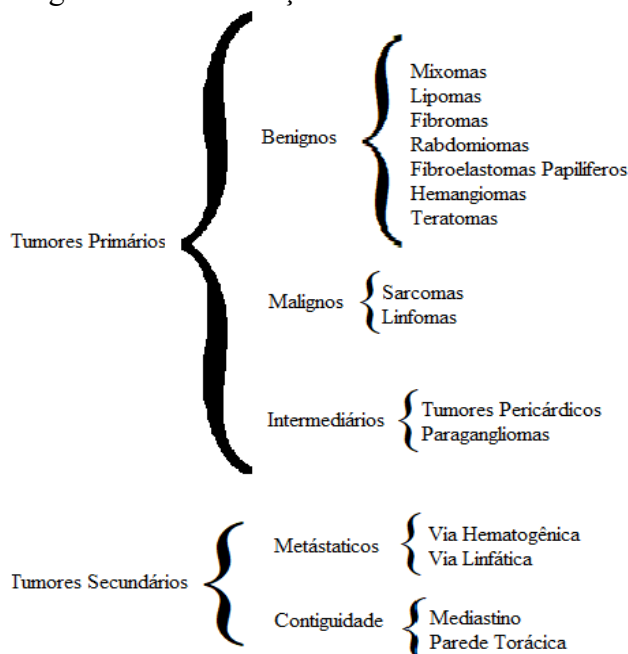 Benignos
Mixomas
Lipomas
Fibromas
Rabdomiomas
Fibroelastomas Papilíferos
Hemangiomas
Teratomas
Tumores Primários
Malignos
Sarcomas
Linfomas
Intermediários
Tumores Pericárdicos
Paragangliomas
Metástaticos
Via Hematogênica
Via Linfática
Tumores Secundários
Contiguidade
Mediastino
Parede Torácica